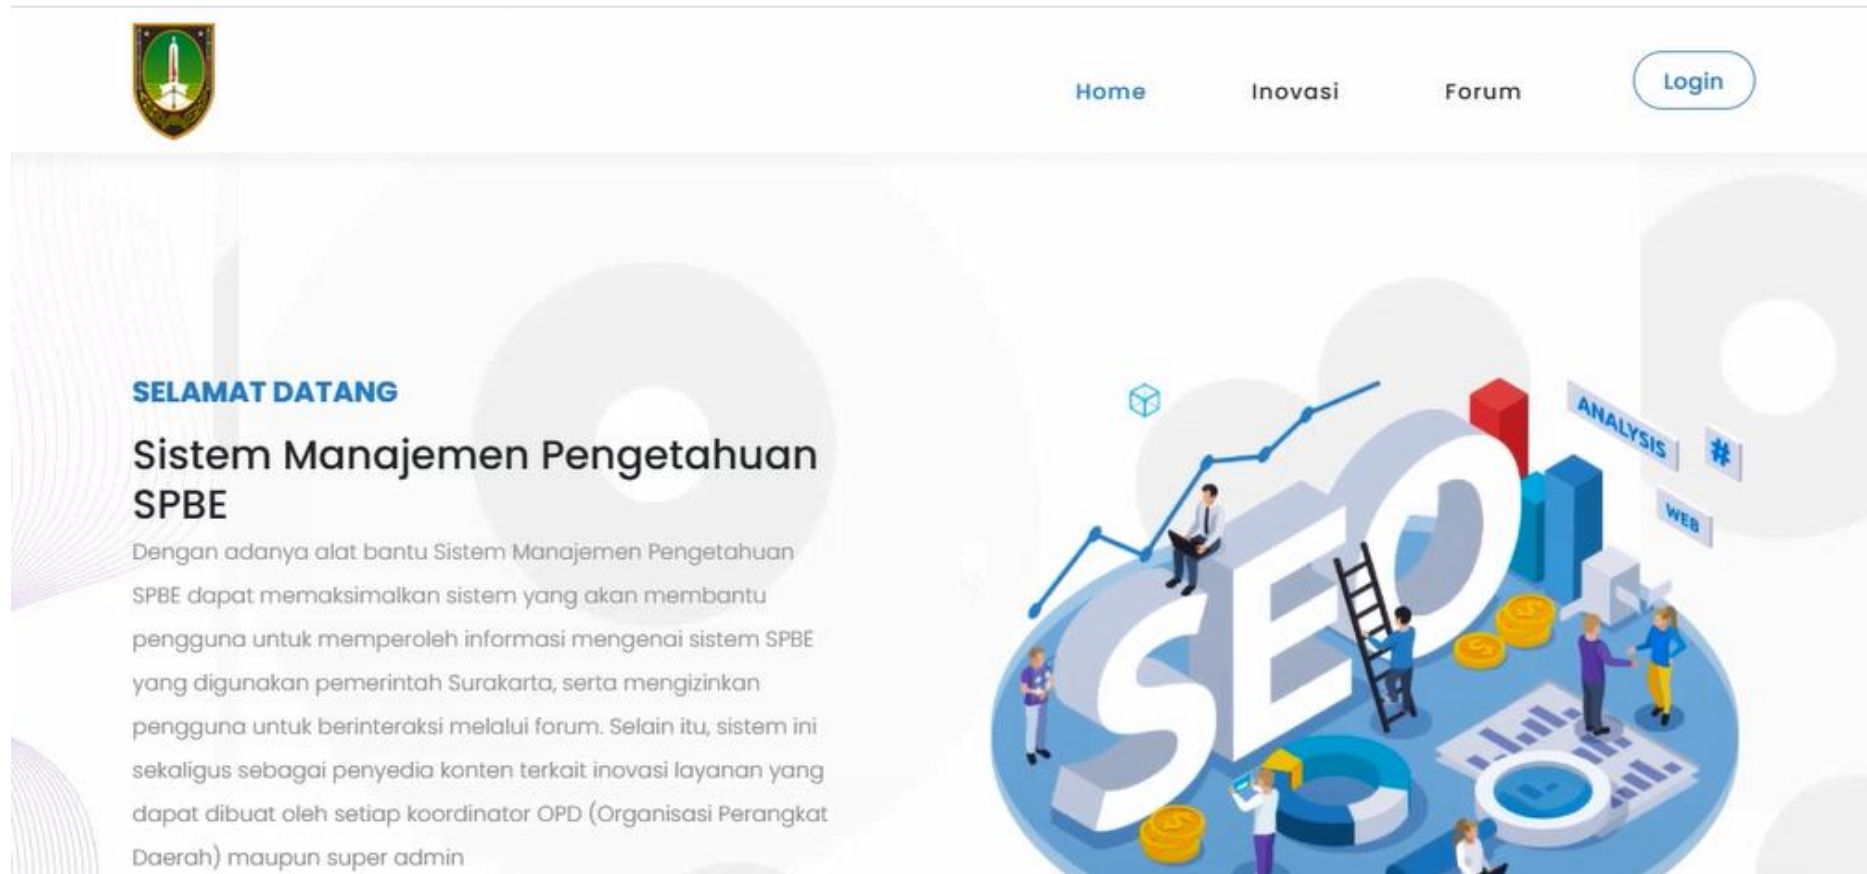 Home Inovasi Forum Login
SELAMAT DATANG
Sistem Manajemen Pengetahuan
SPBE
Dengan adanya alat bantu Sistem Manajemen Pengetahuan
SPBE dapat memaksimalkan sistem yang akan membantu
pengguna untuk memperoleh informasi mengenai sistem SPBE
yang digunakan pemerintah Surakarta, serta mengizinkan
pengguna untuk berinteraksi melalui forum. Selain itu, sistem ini
sekaligus sebagai penyedia konten terkait inovasi layanan yang
dapat dibuat oleh setiap koordinator OPD (Organisasi Perangkat
Daerah) maupun super admin
ANALYSIS
#
WEB
SEO